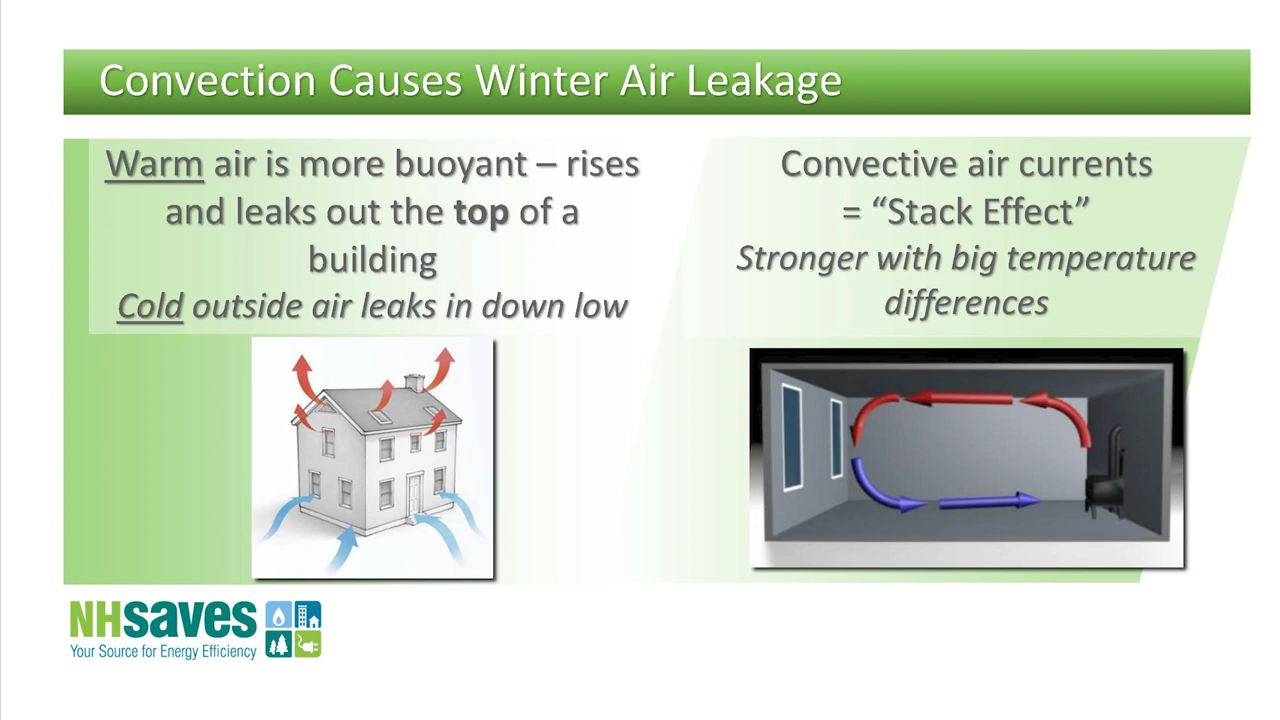 Convection Causes Winter Air Leakage
Warm air is more buoyant – rises
and leaks out the top of a
building
Cold outside air leaks in down low
Convective air currents
= “Stack Effect”
Stronger with big temperature
differences
NHsaves
Your Source for Energy Efficiency